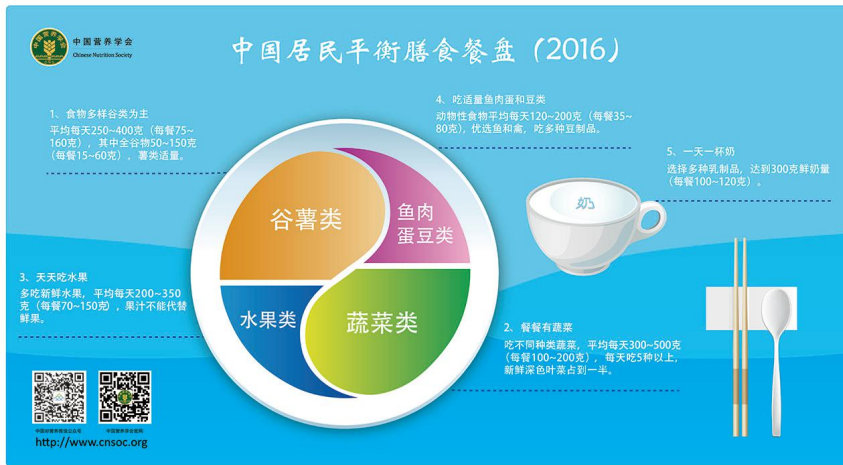 中国营养学会
Chinese Nutrition Society
中国居民平衡膳食餐盘（2016）
1、食物多样谷类为主
平均每天250~400克（每餐75~
160克），其中全谷物50~150克
（每餐15~60克），薯类适量。
4、吃适量鱼肉蛋和豆类
动物性食物平均每天120~200克（每餐35~
80克），优选鱼和禽，吃多种豆制品。
5、一天一杯奶
选择多种乳制品，达到300克鲜奶量
（每餐100~120克）。
奶
谷薯类
鱼肉
蛋豆类
水果类
蔬菜类
3、天天吃水果
多吃新鲜水果，平均每天200~350
克（每餐70~150克），果汁不能代替
鲜果。
2、餐餐有蔬菜
吃不同种类蔬菜，平均每天300~500克
（每餐100~200克），每天吃5种以上，
新鲜深色叶菜占到一半。
http://www.cnsoc.org